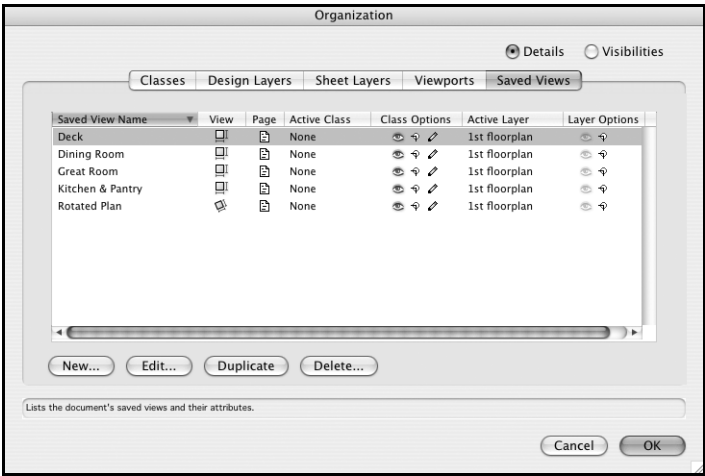 Organization
Details Visibilities
Classes Design Layers Sheet Layers Viewports Saved Views
Saved View Name View Page Active Class Class Options Active Layer Layer Options
Deck None 1st floorplan
Dining Room None 1st floorplan
Great Room None 1st floorplan
Kitchen & Pantry None 1st floorplan
Rotated Plan None 1st floorplan
New... Edit... Duplicate Delete...
Lists the document's saved views and their attributes.
Cancel OK